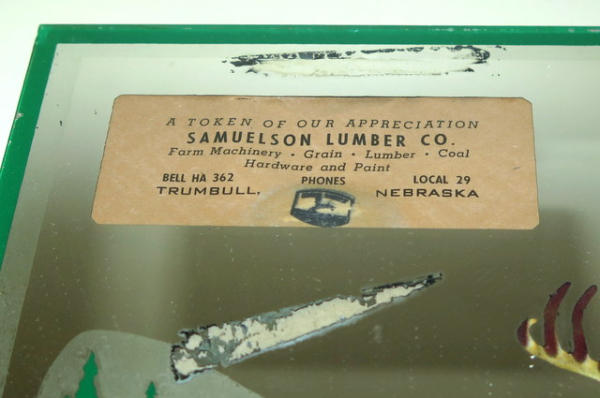 A TOKEN OF OUR APPRECIATION
SAMUELSON LUMBER CO.
Farm Machinery · Grain · Lumber · Coal
Hardware and Paint
BELL HA 362 PHONES LOCAL 29
TRUMBULL, NEBRASKA